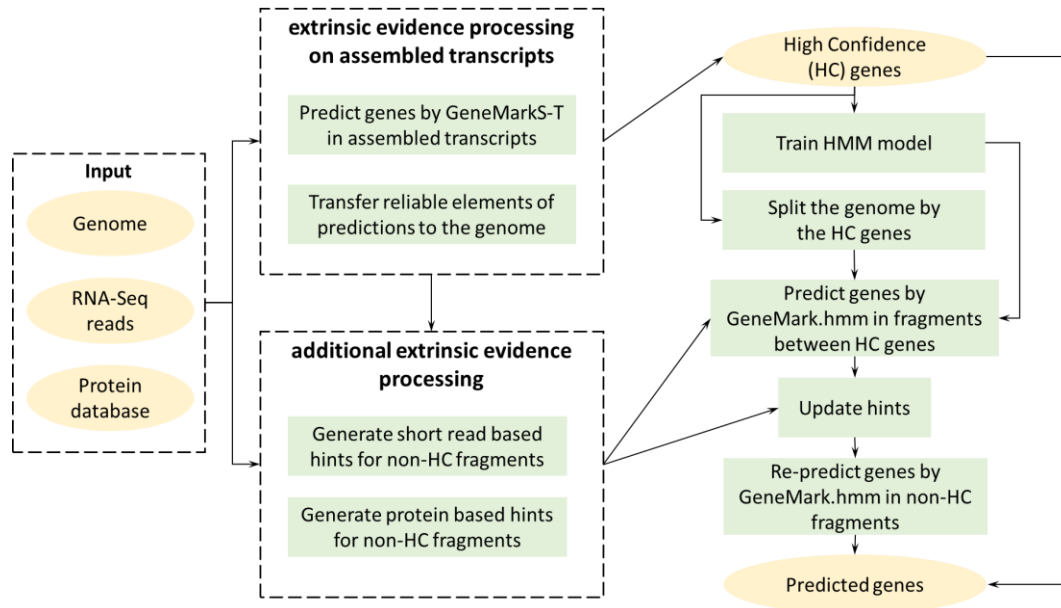 Input
Genome
RNA-Seq
reads
Protein
database
extrinsic evidence processing
on assembled transcripts
Predict genes by GeneMarkS-T
in assembled transcripts
Transfer reliable elements of
predictions to the genome
additional extrinsic evidence
processing
Generate short read based
hints for non-HC fragments
Generate protein based hints
for non-HC fragments
High Confidence
(HC) genes
Train HMM model
Split the genome by
the HC genes
Predict genes by
GeneMark.hmm in fragments
between HC genes
Update hints
Re-predict genes by
GeneMark.hmm in non-HC
fragments
Predicted genes